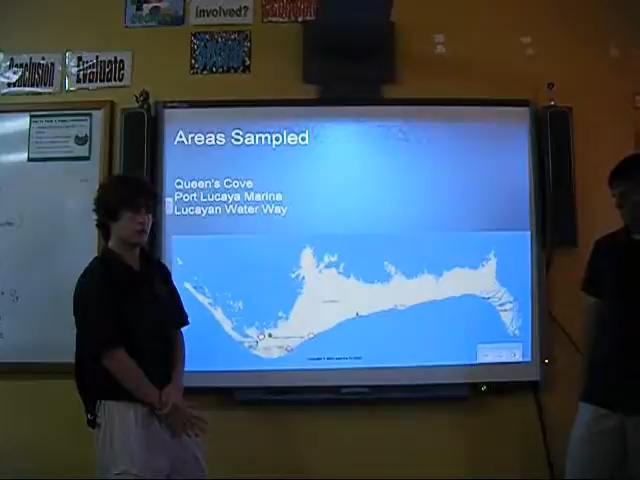 involved?
Conclusion
Evaluate
Areas Sampled
Queen's Cove
Port Lucaya Marina
Lucayan Water Way